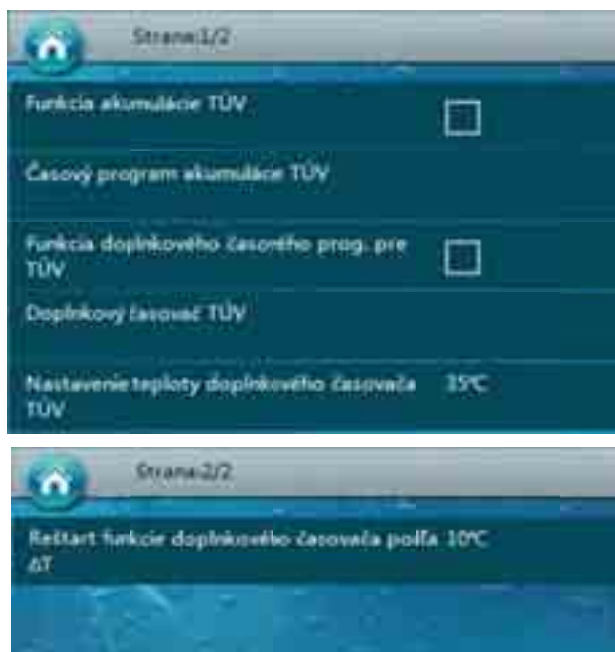 Strana:1/2
Funkcia akumulácie TÚV
Časový program akumulácie TÚV
Funkcia doplnkového časového prog. pre
TÚV
Doplnkový časovač TÚV
Nastavenie teploty doplnkového časovača 35℃
TÚV
Strana:2/2
Reštart funkcie doplnkového časovača podľa 10℃
ΔT